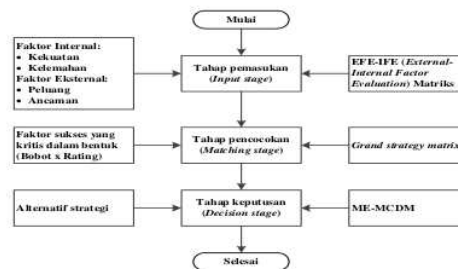 Mulai
Faktor Internal:
• Kekuatan
• Kelemahan
Faktor Eksternal:
• Peluang
• Ancaman
Tahap pemasukan
(Input stage)
EFE-IFE (External-
Internal Factor
Evaluation) Matriks
Faktor sukses yang
kritis dalam bentuk
(Bobot x Rating)
Tahap pencocokan
(Matching stage)
Grand strategy matrix
Alternatif strategi
Tahap keputusan
(Decision stage)
ME-MCDM
Selesai